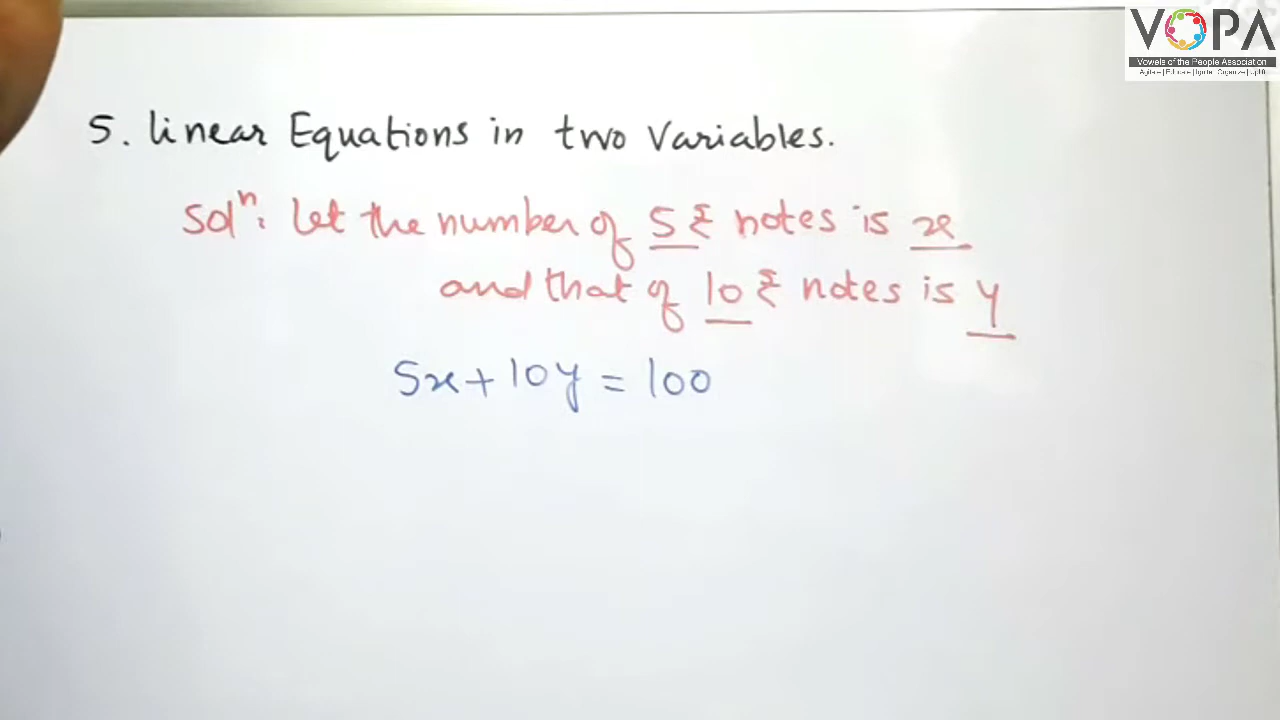 VOPA
Vowels of the People Association
5. Linear Equations in two Variables.
Solⁿ: Let the number of 5 ₹ notes is x
and that of 10 ₹ notes is y
5x + 10y = 100